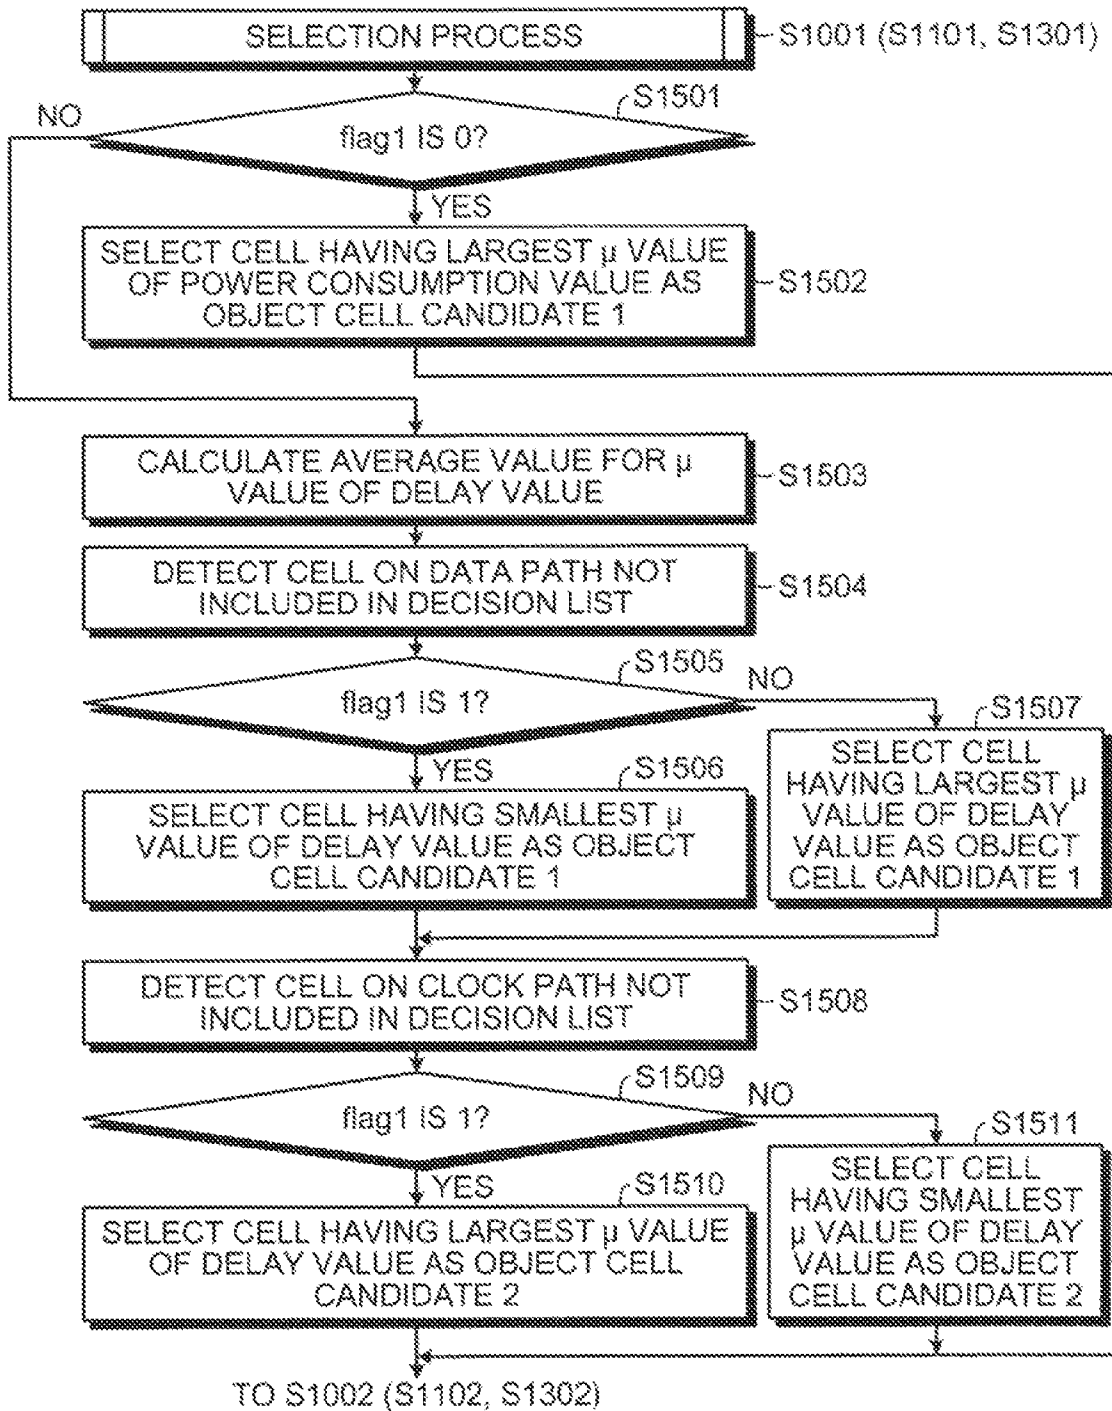 SELECTION PROCESS
S1001 (S1101, S1301)
S1501
NO
flag1 IS 0?
YES
SELECT CELL HAVING LARGEST μ VALUE
OF POWER CONSUMPTION VALUE AS
OBJECT CELL CANDIDATE 1
S1502
CALCULATE AVERAGE VALUE FOR μ
VALUE OF DELAY VALUE
S1503
DETECT CELL ON DATA PATH NOT
INCLUDED IN DECISION LIST
S1504
S1505
NO
flag1 IS 1?
YES
S1506
SELECT CELL HAVING SMALLEST μ
VALUE OF DELAY VALUE AS OBJECT
CELL CANDIDATE 1
S1507
SELECT CELL
HAVING LARGEST μ
VALUE OF DELAY
VALUE AS OBJECT
CELL CANDIDATE 1
DETECT CELL ON CLOCK PATH NOT
INCLUDED IN DECISION LIST
S1508
S1509
NO
flag1 IS 1?
YES
S1510
SELECT CELL HAVING LARGEST μ VALUE
OF DELAY VALUE AS OBJECT CELL
CANDIDATE 2
S1511
SELECT CELL
HAVING SMALLEST
μ VALUE OF DELAY
VALUE AS OBJECT
CELL CANDIDATE 2
TO S1002 (S1102, S1302)